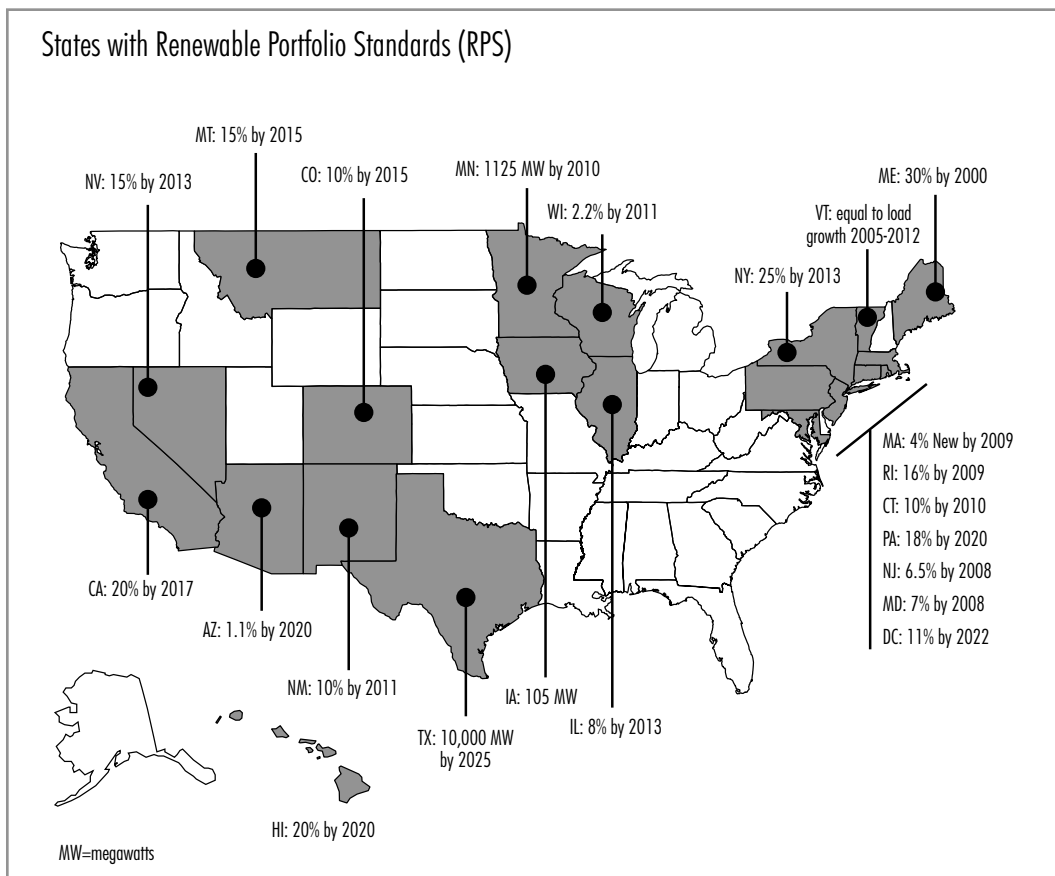 States with Renewable Portfolio Standards (RPS)
MT: 15% by 2015
NV: 15% by 2013
CO: 10% by 2015
MN: 1125 MW by 2010
WI: 2.2% by 2011
ME: 30% by 2000
VT: equal to load
growth 2005-2012
NY: 25% by 2013
MA: 4% New by 2009
RI: 16% by 2009
CT: 10% by 2010
PA: 18% by 2020
NJ: 6.5% by 2008
MD: 7% by 2008
DC: 11% by 2022
CA: 20% by 2017
AZ: 1.1% by 2020
NM: 10% by 2011
TX: 10,000 MW
by 2025
IA: 105 MW
IL: 8% by 2013
HI: 20% by 2020
MW=megawatts